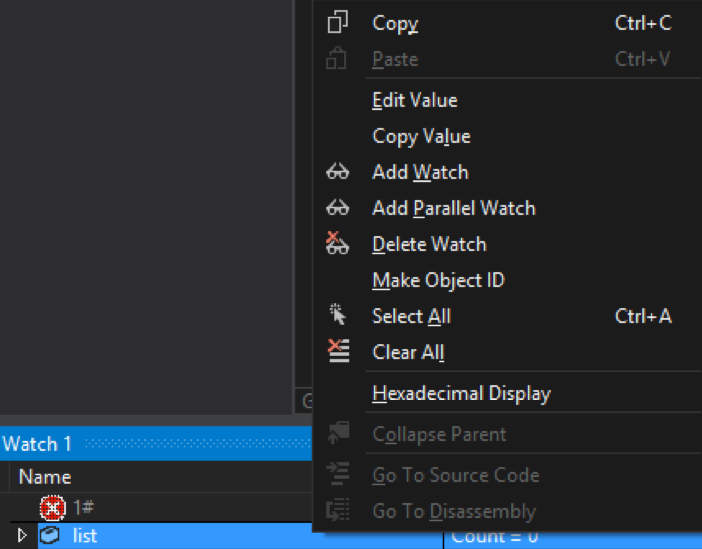 Copy Ctrl+C
Paste Ctrl+V
Edit Value
Copy Value
Add Watch
Add Parallel Watch
Delete Watch
Make Object ID
Select All Ctrl+A
Clear All
Hexadecimal Display
Collapse Parent
Go To Source Code
Go To Disassembly
Watch 1
Name
1#
list Count = 0